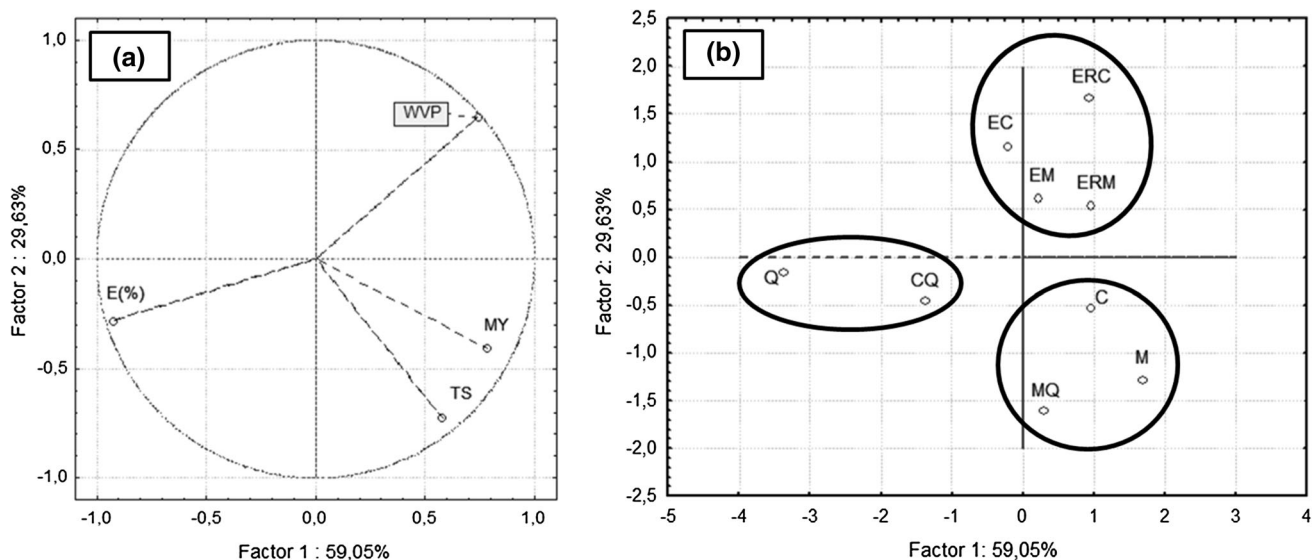 (a)
1,0
0,5
0,0
-0,5
-1,0
Factor 2 : 29,63%
WVP
E(%)
MY
TS
-1,0
-0,5
0,0
0,5
1,0
Factor 1 : 59,05%
(b)
2,5
2,0
1,5
1,0
0,5
0,0
-0,5
-1,0
-1,5
-2,0
-2,5
Factor 2: 29,63%
ERC
EC
EM
ERM
Q
CQ
C
M
MQ
-5
-4
-3
-2
-1
0
1
2
3
4
Factor 1: 59,05%